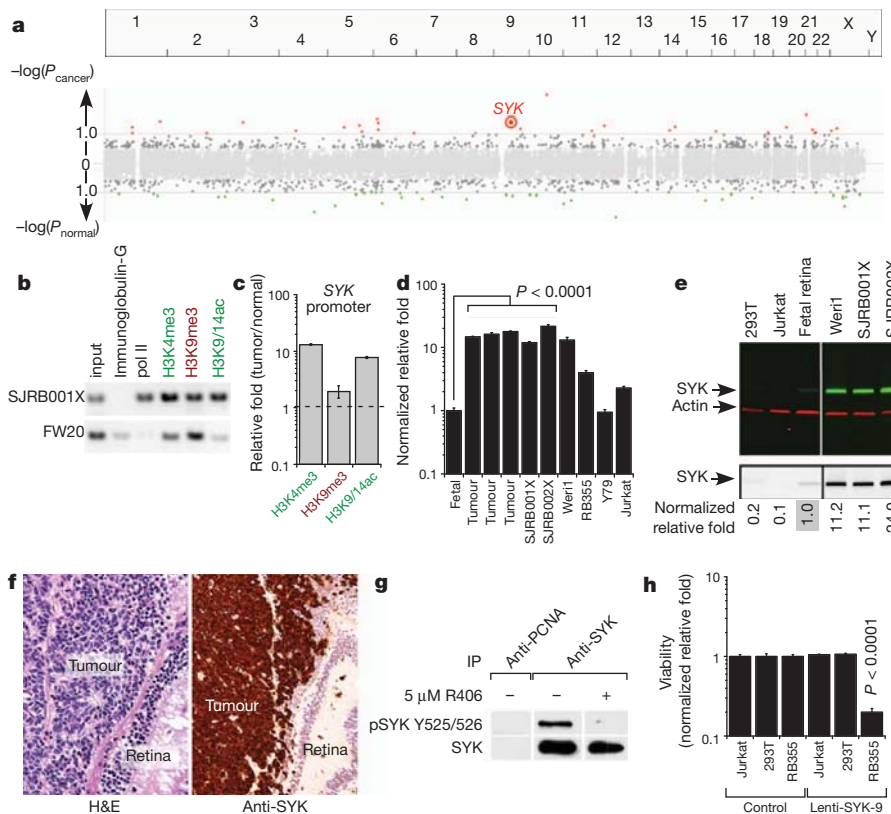 a
1 3 5 7 9 11 13 15 17 19 21 X
2 4 6 8 10 12 14 16 18 20 22 Y
–log(Pcancer)
SYK
1.0
0
1.0
–log(Pnormal)
b
input
Immunoglobulin-G
pol II
H3K4me3
H3K9me3
H3K9/14ac
SJRB001X
FW20
c
Relative fold (tumor/normal)
SYK
promoter
100
10
1
0.1
H3K4me3
H3K9me3
H3K9/14ac
d
Normalized relative fold
P < 0.0001
100
10
1
0.1
Fetal
Tumour
Tumour
Tumour
SJRB001X
SJRB002X
Weri1
RB355
Y79
Jurkat
e
293T
Jurkat
Fetal retina
Weri1
SJRB001X
SYK
Actin
SYK
Normalized
relative fold
0.2
0.1
1.0
11.2
11.1
f
Tumour
Retina
H&E
Tumour
Retina
Anti-SYK
g
IP
Anti-PCNA
Anti-SYK
5 μM R406 – – +
pSYK Y525/526
SYK
h
Viability
(normalized relative fold)
10
1
0.1
P < 0.0001
Jurkat
293T
RB355
Jurkat
293T
RB355
Control
Lenti-SYK-9